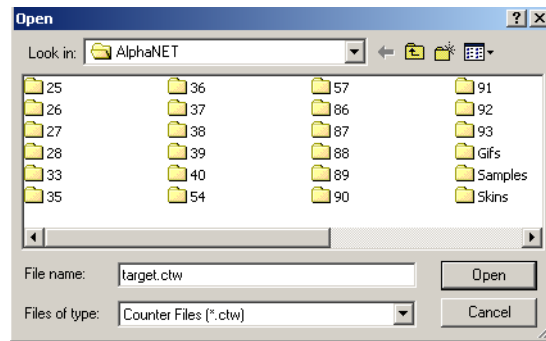 Open
Look in: AlphaNET
25 36 57 91
26 37 86 92
27 38 87 93
28 39 88 Gifs
33 40 89 Samples
35 54 90 Skins
File name: target.ctw Open
Files of type: Counter Files (*.ctw) Cancel